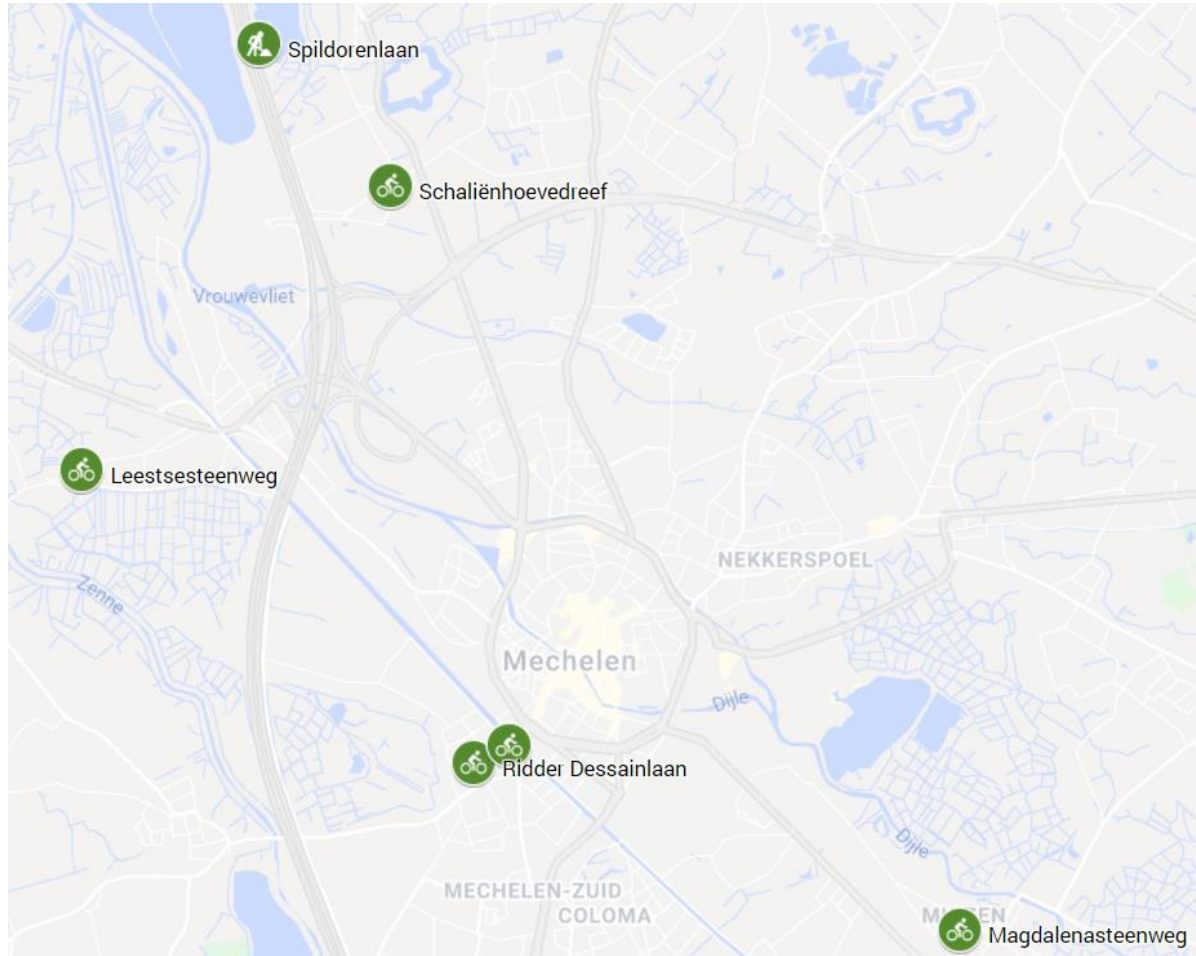 Spildorenlaan
Schaliënhoevedreef
Vrouwevliet
Leestsesteenweg
NEKKERSPOEL
Zenne
Mechelen
Dijle
Ridder Dessainlaan
Dijle
MECHELEN-ZUID
COLOMA
Magdalenasteenweg